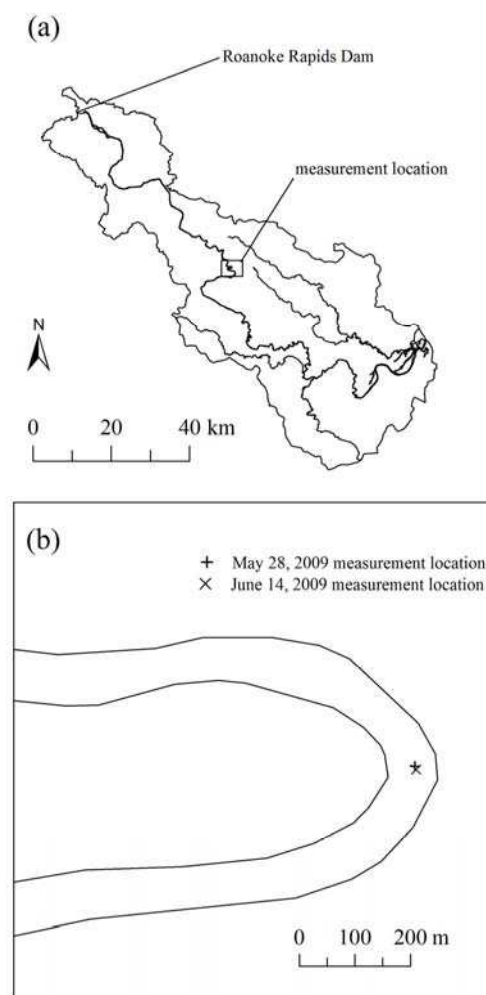 (a)
Roanoke Rapids Dam
measurement location
N
0 20 40 km
(b)
+ May 28, 2009 measurement location
× June 14, 2009 measurement location
0 100 200 m